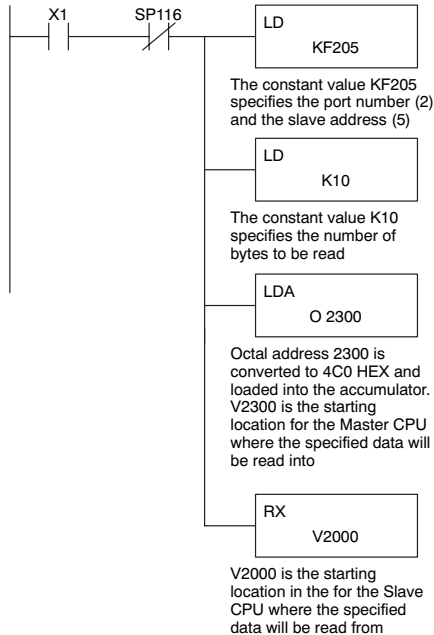 X1
SP116
LD
KF205
The constant value KF205
specifies the port number (2)
and the slave address (5)
LD
K10
The constant value K10
specifies the number of
bytes to be read
LDA
O 2300
Octal address 2300 is
converted to 4C0 HEX and
loaded into the accumulator.
V2300 is the starting
location for the Master CPU
where the specified data will
be read into
RX
V2000
V2000 is the starting
location in the for the Slave
CPU where the specified
data will be read from